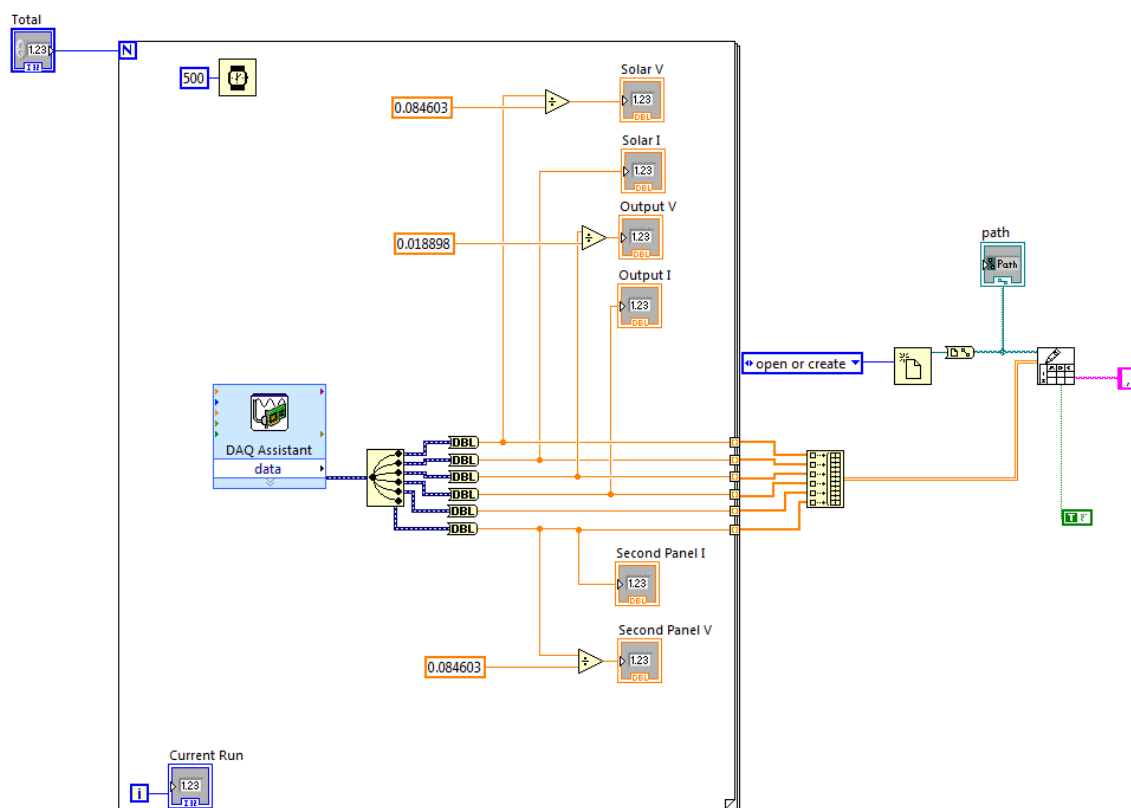 Total
1.23
I32
N
500
Solar V
0.084603
÷
1.23
DBL
Solar I
1.23
DBL
Output V
0.018898
÷
1.23
DBL
Output I
1.23
DBL
path
Path
open or create
DAQ Assistant
data
DBL
DBL
DBL
DBL
DBL
DBL
Second Panel I
1.23
DBL
Second Panel V
0.084603
÷
1.23
DBL
T F
,
Current Run
i
1.23
I32